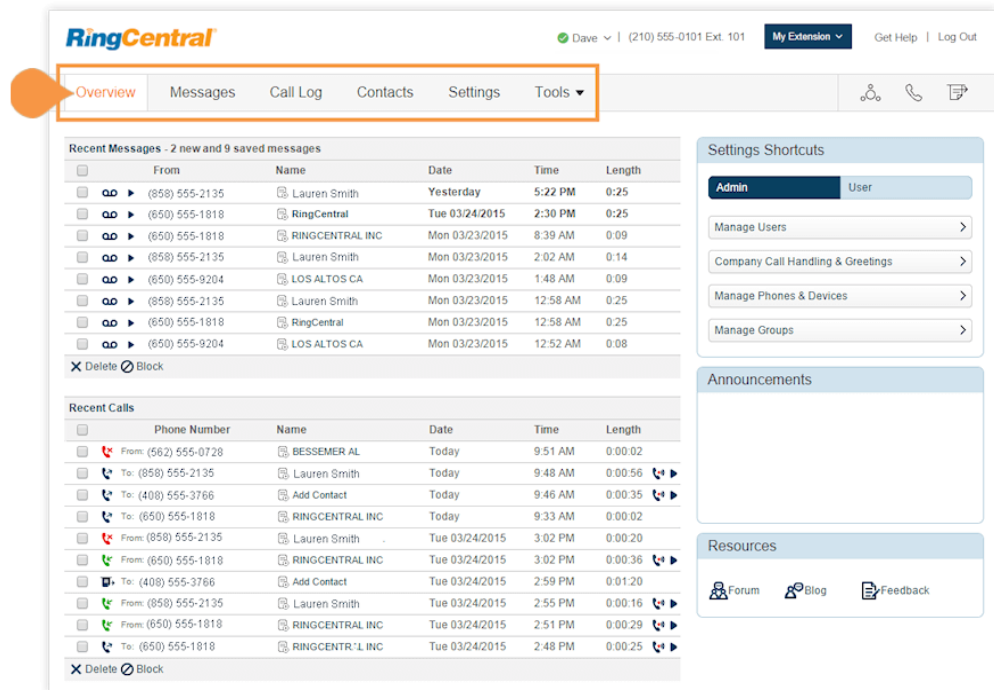 RingCentral
Dave | (210) 555-0101 Ext. 101 My Extension Get Help | Log Out
Overview Messages Call Log Contacts Settings Tools
Recent Messages - 2 new and 9 saved messages
From Name Date Time Length
(858) 555-2135 Lauren Smith Yesterday 5:22 PM 0:25
(650) 555-1818 RingCentral Tue 03/24/2015 2:30 PM 0:25
(650) 555-1818 RINGCENTRAL INC Mon 03/23/2015 8:39 AM 0:09
(858) 555-2135 Lauren Smith Mon 03/23/2015 2:02 AM 0:14
(650) 555-9204 LOS ALTOS CA Mon 03/23/2015 1:48 AM 0:09
(858) 555-2135 Lauren Smith Mon 03/23/2015 12:58 AM 0:25
(650) 555-1818 RingCentral Mon 03/23/2015 12:58 AM 0:25
(650) 555-9204 LOS ALTOS CA Mon 03/23/2015 12:52 AM 0:08
Delete Block
Recent Calls
Phone Number Name Date Time Length
From: (562) 555-0728 BESSEMER AL Today 9:51 AM 0:00:02
To: (858) 555-2135 Lauren Smith Today 9:48 AM 0:00:56
To: (408) 555-3766 Add Contact Today 9:46 AM 0:00:35
To: (650) 555-1818 RINGCENTRAL INC Today 9:33 AM 0:00:02
From: (858) 555-2135 Lauren Smith Tue 03/24/2015 3:02 PM 0:00:20
From: (650) 555-1818 RINGCENTRAL INC Tue 03/24/2015 3:02 PM 0:00:36
To: (408) 555-3766 Add Contact Tue 03/24/2015 2:59 PM 0:01:20
From: (858) 555-2135 Lauren Smith Tue 03/24/2015 2:55 PM 0:00:16
From: (650) 555-1818 RINGCENTRAL INC Tue 03/24/2015 2:51 PM 0:00:29
To: (650) 555-1818 RINGCENTRAL INC Tue 03/24/2015 2:48 PM 0:00:25
Delete Block
Settings Shortcuts
Admin User
Manage Users
Company Call Handling & Greetings
Manage Phones & Devices
Manage Groups
Announcements
Resources
Forum Blog Feedback